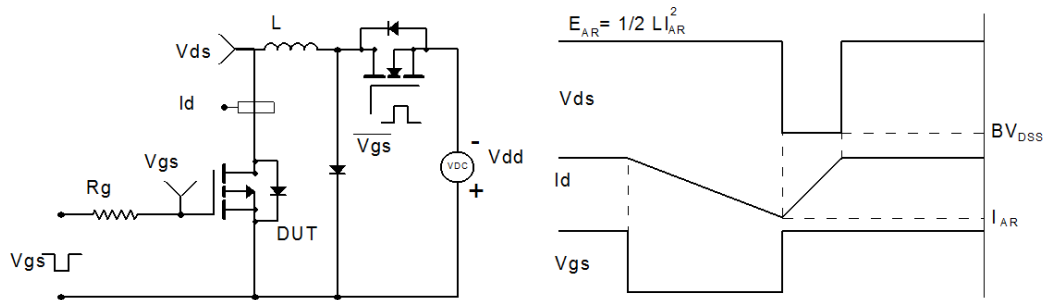 L
Vds
Id
Vgs
Rg
Vgs
DUT
Vgs
VDC
-
+
Vdd
E_AR = 1/2 LI_AR^2
Vds
BV_DSS
Id
I_AR
Vgs